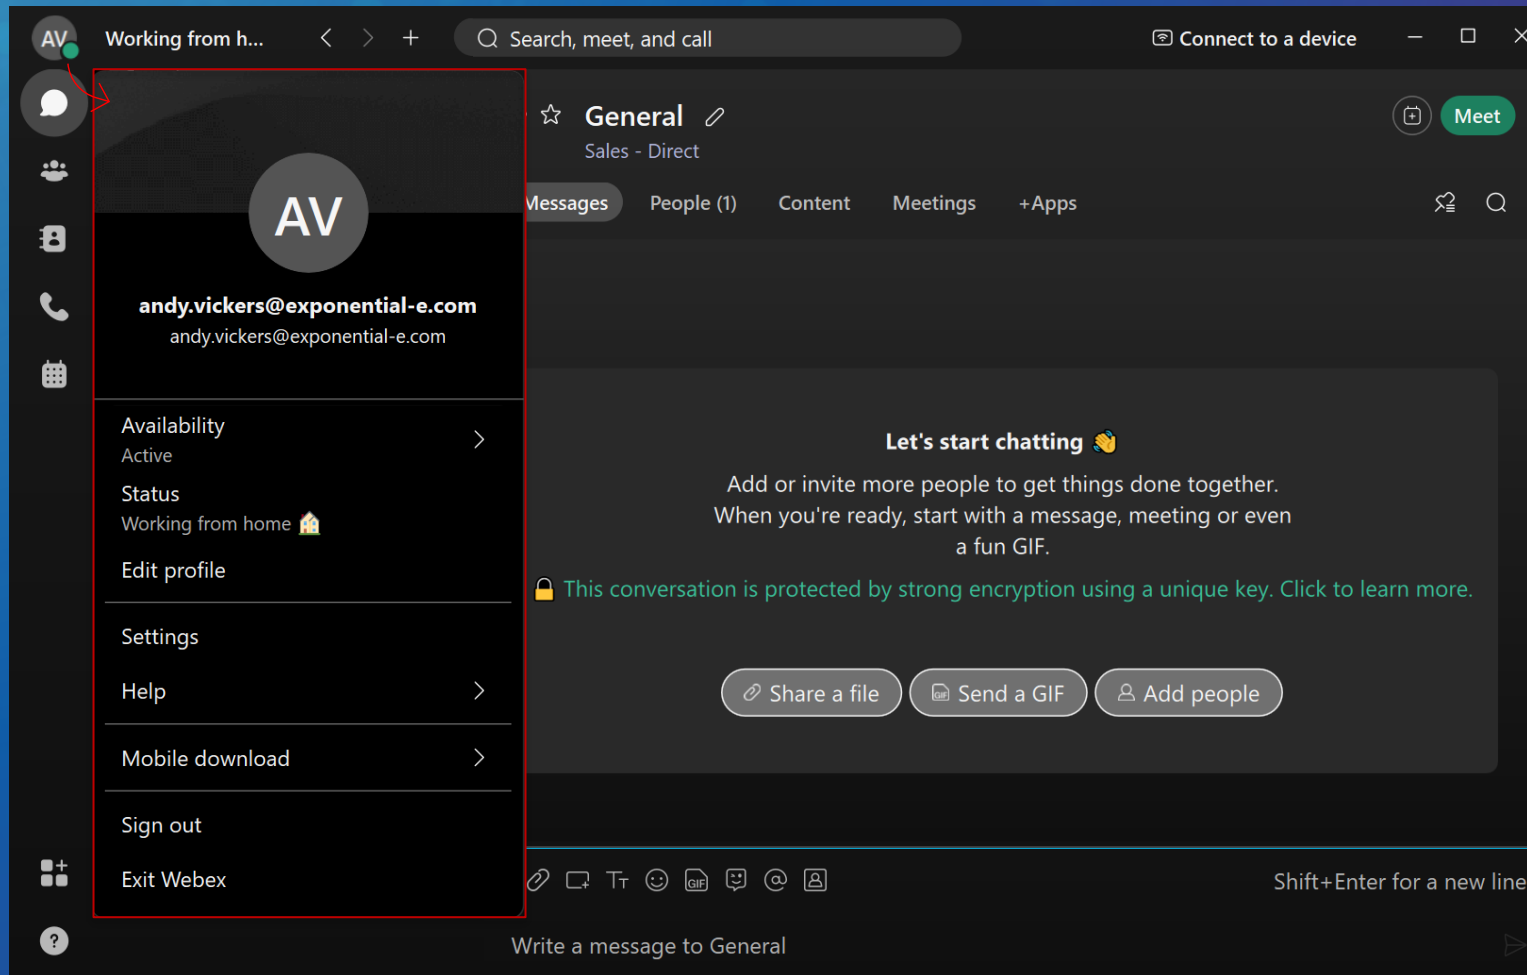 AV
Working from h...
Search, meet, and call
Connect to a device
General
Sales - Direct
Meet
Messages
People (1)
Content
Meetings
+Apps
AV
andy.vickers@exponential-e.com
andy.vickers@exponential-e.com
Availability
Active
Status
Working from home
Edit profile
Settings
Help
Mobile download
Sign out
Exit Webex
Let's start chatting 👋
Add or invite more people to get things done together.
When you're ready, start with a message, meeting or even
a fun GIF.
This conversation is protected by strong encryption using a unique key. Click to learn more.
Share a file
GIF Send a GIF
Add people
GIF
Shift+Enter for a new line
Write a message to General